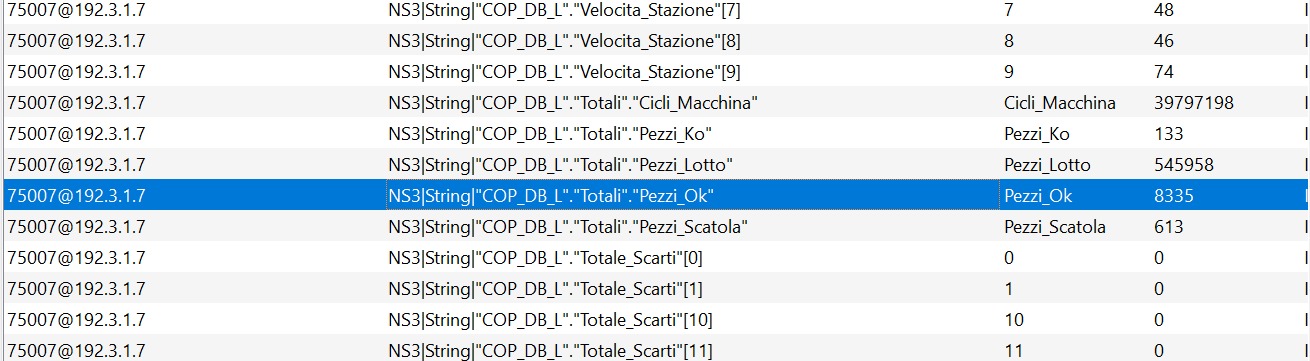 75007@192.3.1.7 NS3|String|"COP_DB_L"."Velocita_Stazione"[7] 7 48
75007@192.3.1.7 NS3|String|"COP_DB_L"."Velocita_Stazione"[8] 8 46
75007@192.3.1.7 NS3|String|"COP_DB_L"."Velocita_Stazione"[9] 9 74
75007@192.3.1.7 NS3|String|"COP_DB_L"."Totali"."Cicli_Macchina" Cicli_Macchina 39797198
75007@192.3.1.7 NS3|String|"COP_DB_L"."Totali"."Pezzi_Ko" Pezzi_Ko 133
75007@192.3.1.7 NS3|String|"COP_DB_L"."Totali"."Pezzi_Lotto" Pezzi_Lotto 545958
75007@192.3.1.7 NS3|String|"COP_DB_L"."Totali"."Pezzi_Ok" Pezzi_Ok 8335
75007@192.3.1.7 NS3|String|"COP_DB_L"."Totali"."Pezzi_Scatola" Pezzi_Scatola 613
75007@192.3.1.7 NS3|String|"COP_DB_L"."Totale_Scarti"[0] 0 0
75007@192.3.1.7 NS3|String|"COP_DB_L"."Totale_Scarti"[1] 1 0
75007@192.3.1.7 NS3|String|"COP_DB_L"."Totale_Scarti"[10] 10 0
75007@192.3.1.7 NS3|String|"COP_DB_L"."Totale_Scarti"[11] 11 0